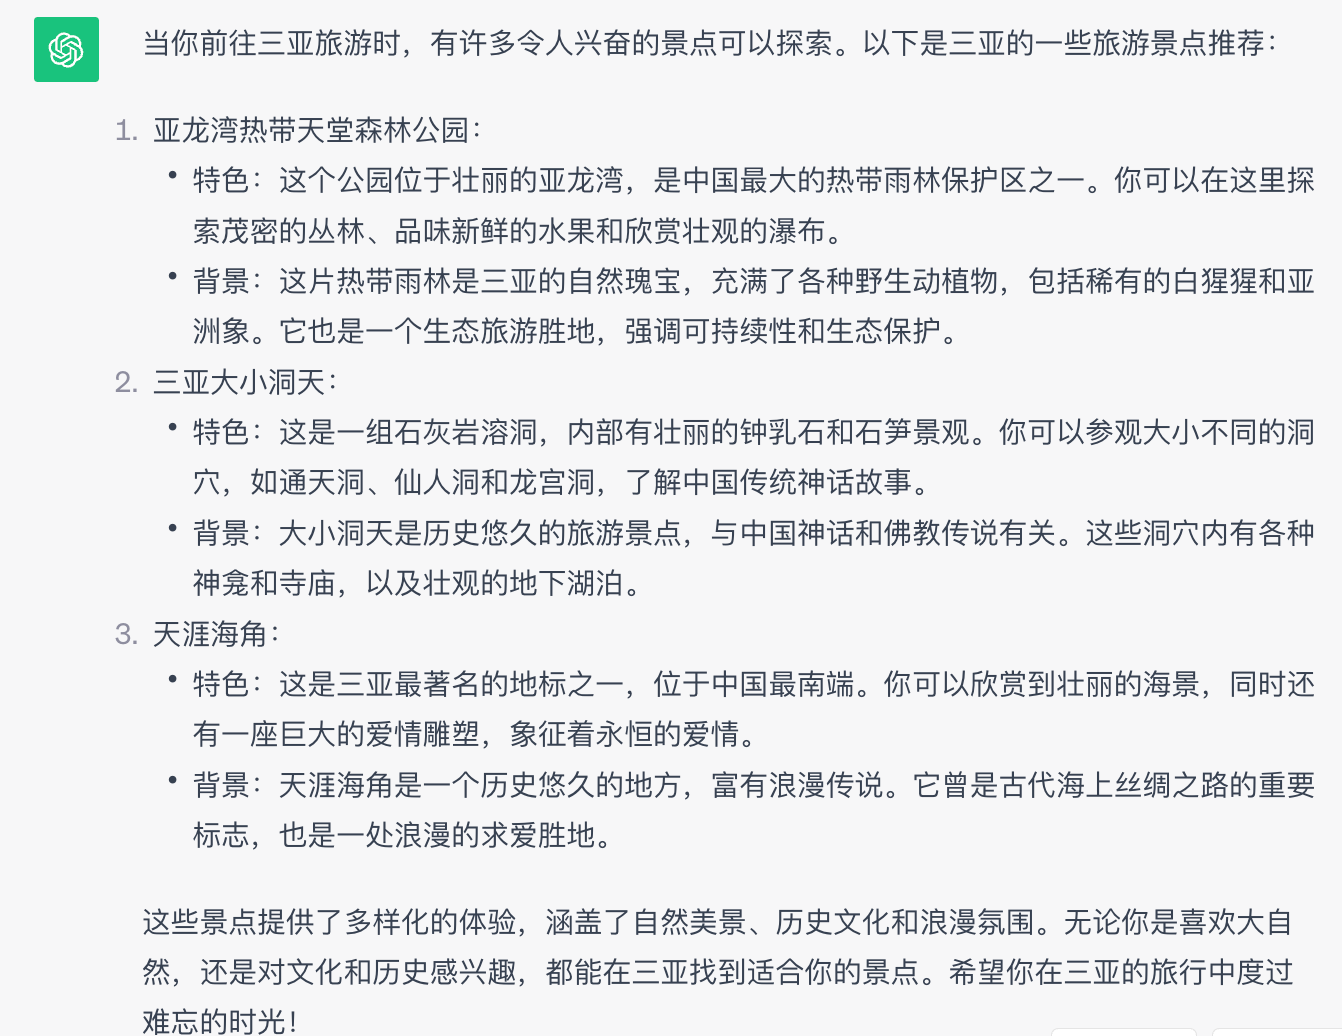 当你前往三亚旅游时，有许多令人兴奋的景点可以探索。以下是三亚的一些旅游景点推荐：
1. 亚龙湾热带天堂森林公园：
• 特色：这个公园位于壮丽的亚龙湾，是中国最大的热带雨林保护区之一。你可以在这里探
索茂密的丛林、品味新鲜的水果和欣赏壮观的瀑布。
• 背景：这片热带雨林是三亚的自然瑰宝，充满了各种野生动植物，包括稀有的白猩猩和亚
洲象。它也是一个生态旅游胜地，强调可持续性和生态保护。
2. 三亚大小洞天：
• 特色：这是一组石灰岩溶洞，内部有壮丽的钟乳石和石笋景观。你可以参观大小不同的洞
穴，如通天洞、仙人洞和龙宫洞，了解中国传统神话故事。
• 背景：大小洞天是历史悠久的旅游景点，与中国神话和佛教传说有关。这些洞穴内有各种
神龛和寺庙，以及壮观的地下湖泊。
3. 天涯海角：
• 特色：这是三亚最著名的地标之一，位于中国最南端。你可以欣赏到壮丽的海景，同时还
有一座巨大的爱情雕塑，象征着永恒的爱情。
• 背景：天涯海角是一个历史悠久的地方，富有浪漫传说。它曾是古代海上丝绸之路的重要
标志，也是一处浪漫的求爱胜地。
这些景点提供了多样化的体验，涵盖了自然美景、历史文化和浪漫氛围。无论你是喜欢大自
然，还是对文化和历史感兴趣，都能在三亚找到适合你的景点。希望你在三亚的旅行中度过
难忘的时光！